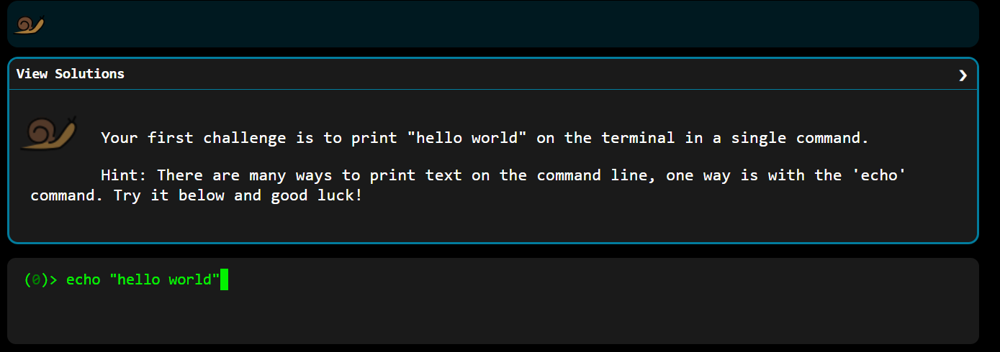 View Solutions
Your first challenge is to print "hello world" on the terminal in a single command.
Hint: There are many ways to print text on the command line, one way is with the 'echo'
command. Try it below and good luck!
(0)> echo "hello world"